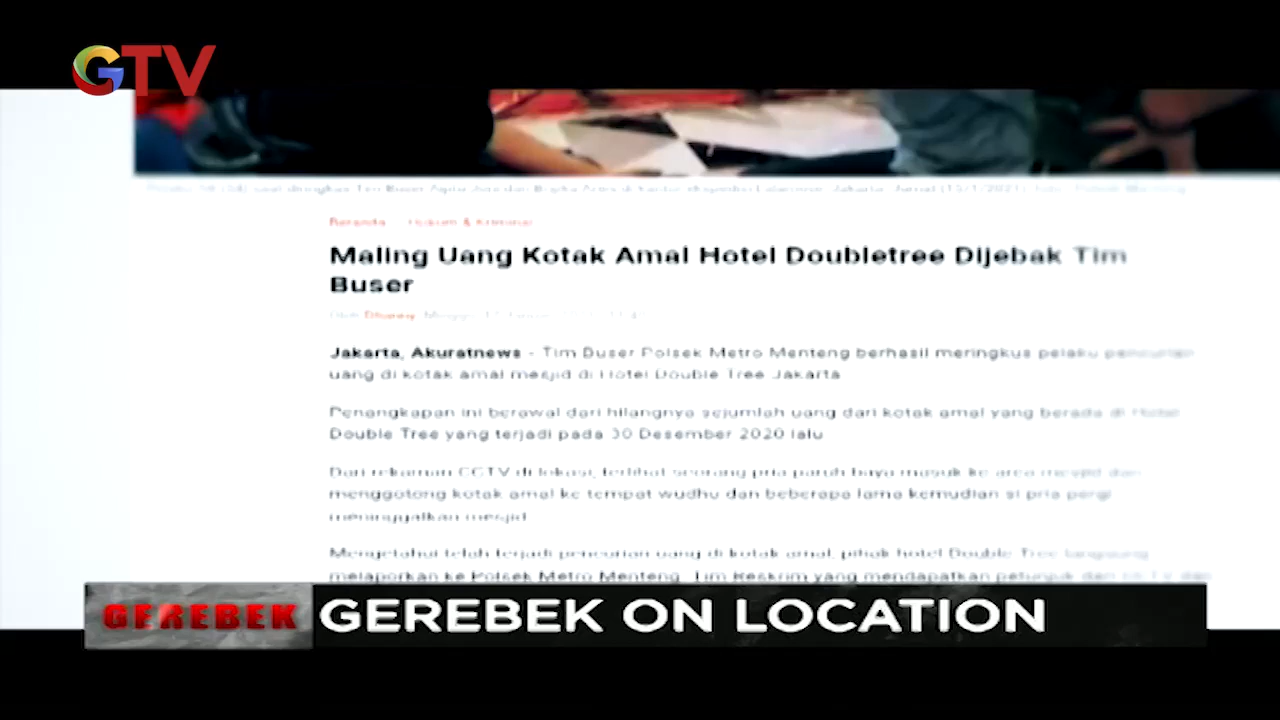 GTV
Beranda Hukum & Kriminal
Maling Uang Kotak Amal Hotel Doubletree Dijebak Tim
Buser
Jakarta, Akuratnews - Tim Buser Polsek Metro Menteng berhasil meringkus pelaku pencurian
uang di kotak amal mesjid di Hotel Double Tree Jakarta
Penangkapan ini berawal dari hilangnya sejumlah uang dari kotak amal yang berada di Hotel
Double Tree yang terjadi pada 30 Desember 2020 lalu
Dari rekaman CCTV di lokasi, terlihat seorang pria paruh baya masuk ke area mesjid dan
menggotong kotak amal ke tempat wudhu dan beberapa lama kemudian si pria pergi
meninggalkan mesjid
Mengetahui telah terjadi pencurian uang di kotak amal, pihak hotel Double Tree langsung
melaporkan ke Polsek Metro Menteng. Tim Reskrim yang mendapatkan petunjuk dari
GEREBEK GEREBEK ON LOCATION